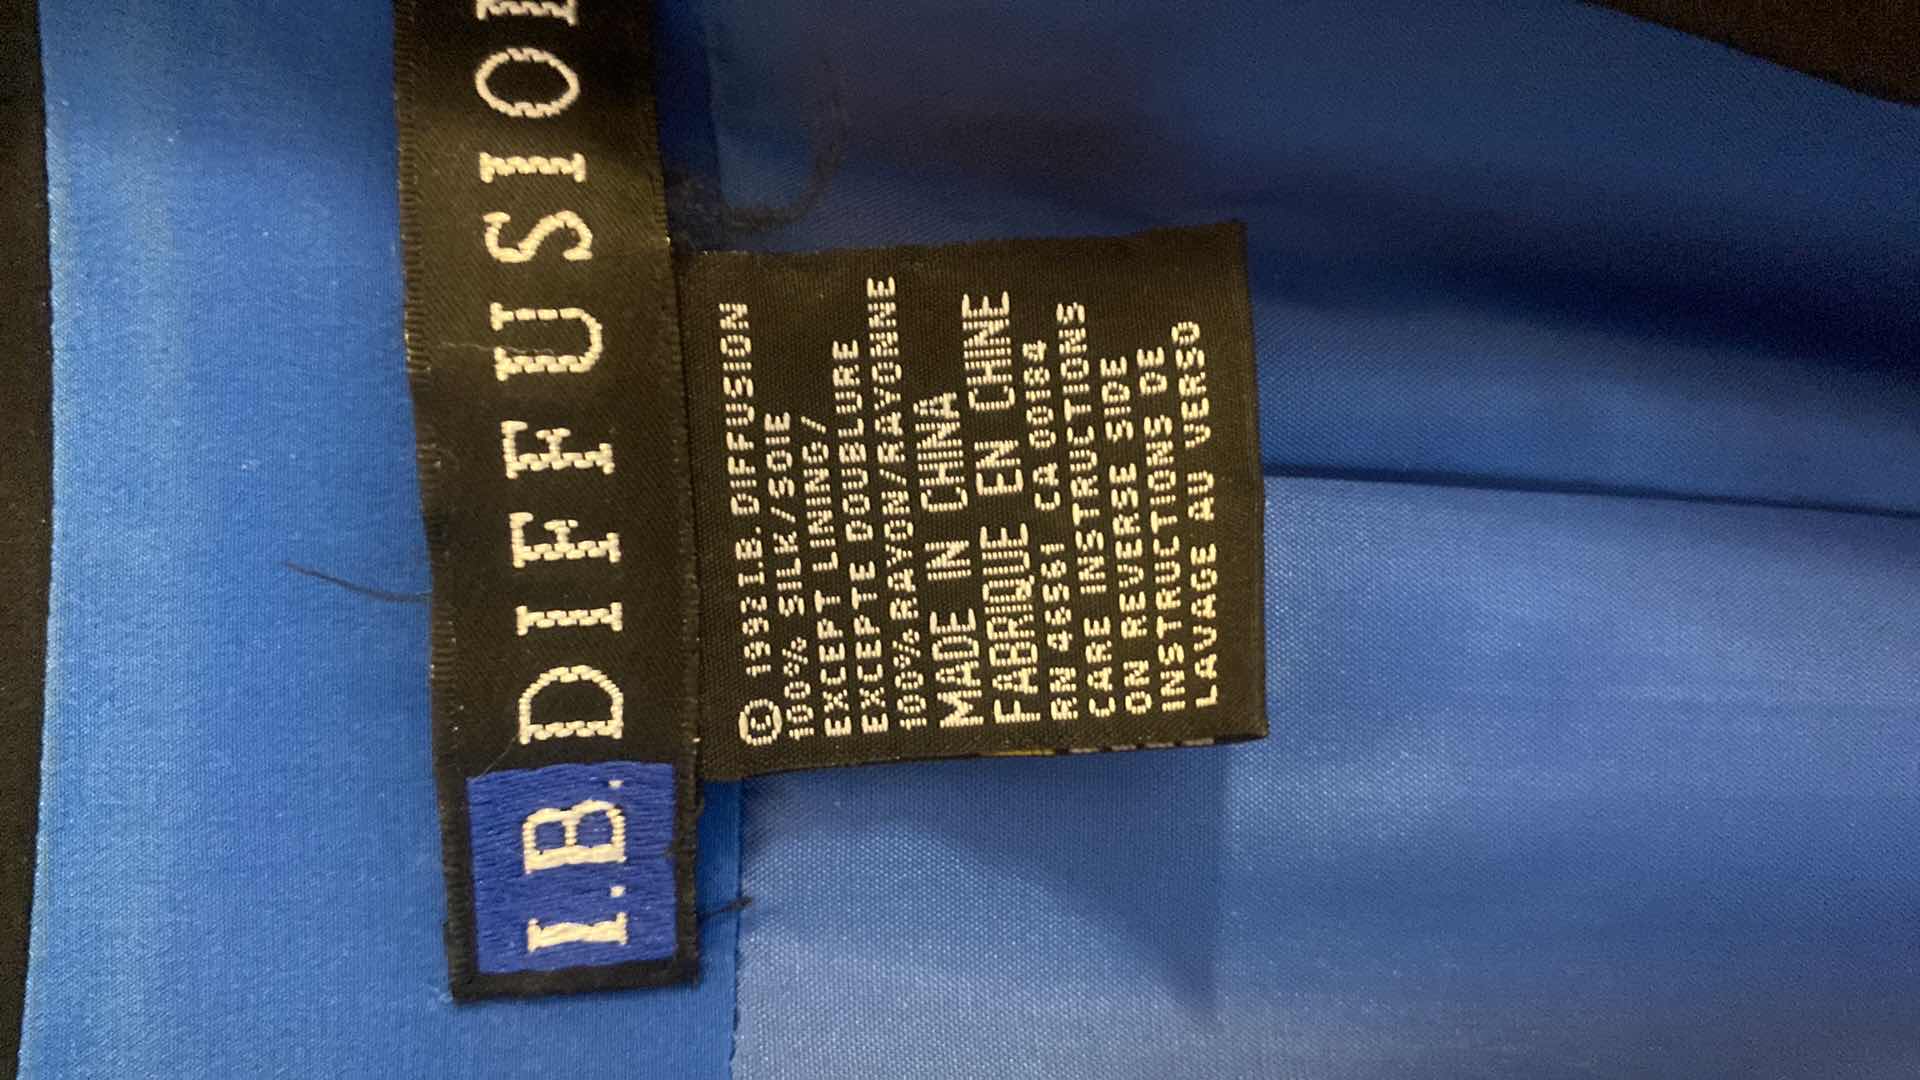 I.B. DIFFUSION
© 1992 I.B. DIFFUSION
100% SILK/SOIE
EXCEPT LINING/
EXCEPTE DOUBLURE
100% RAYON/RAYONNE
MADE IN CHINA
FABRIQUE EN CHINE
RN 46561 CA 00184
CARE INSTRUCTIONS
ON REVERSE SIDE
INSTRUCTIONS DE
LAVAGE AU VERSO